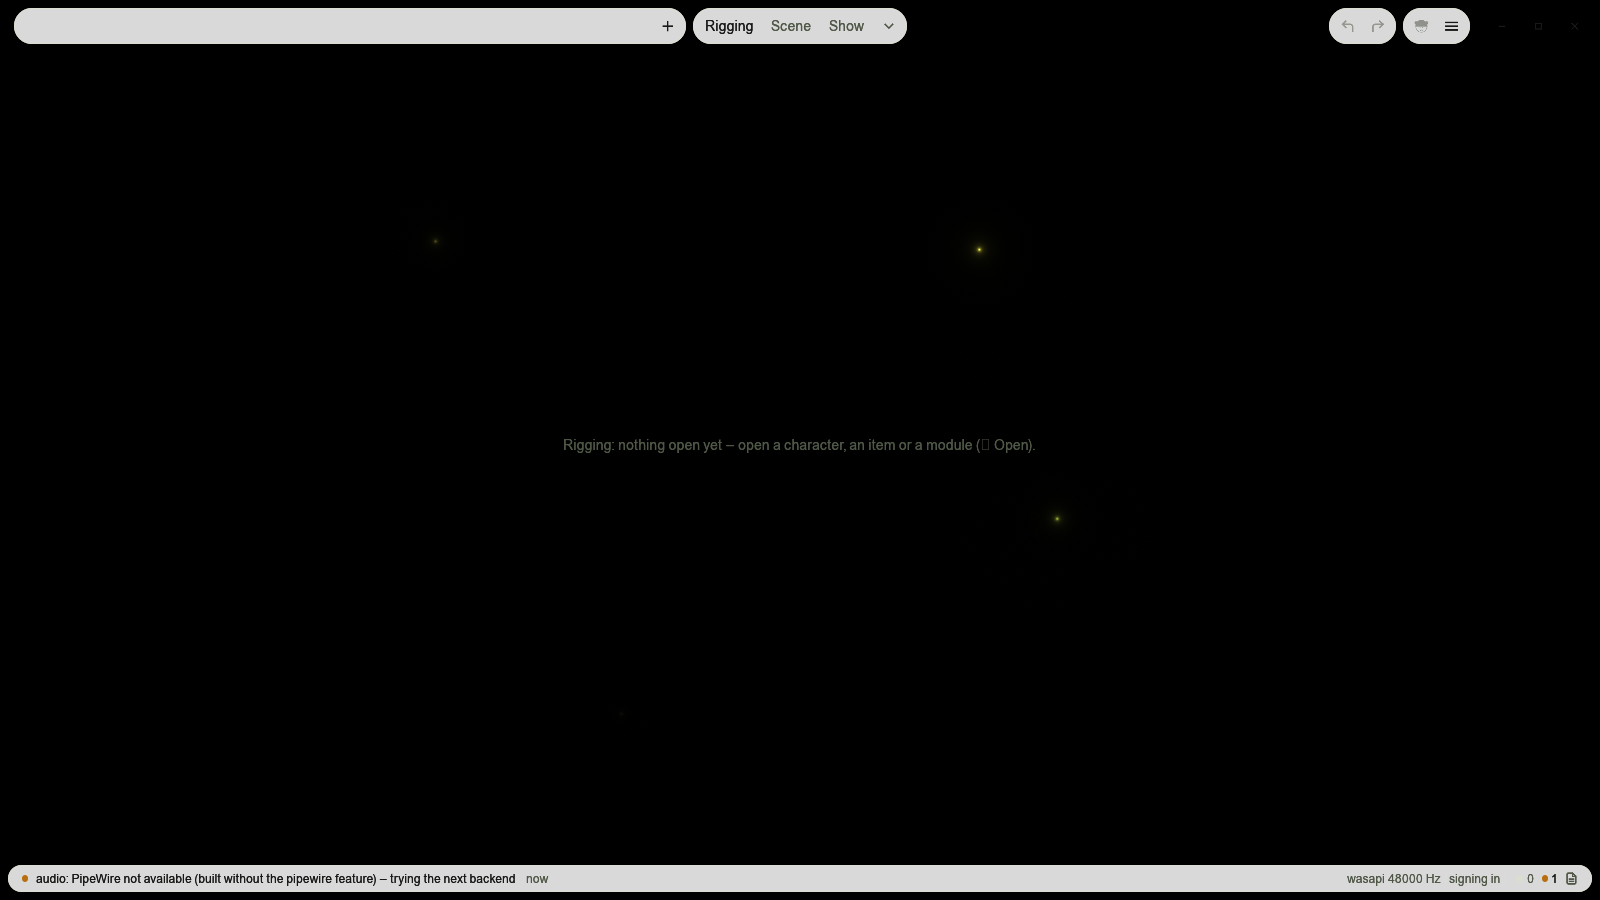 Rigging Scene Show
Rigging: nothing open yet – open a character, an item or a module (▯ Open).
audio: PipeWire not available (built without the pipewire feature) – trying the next backend now
wasapi 48000 Hz signing in 0 1